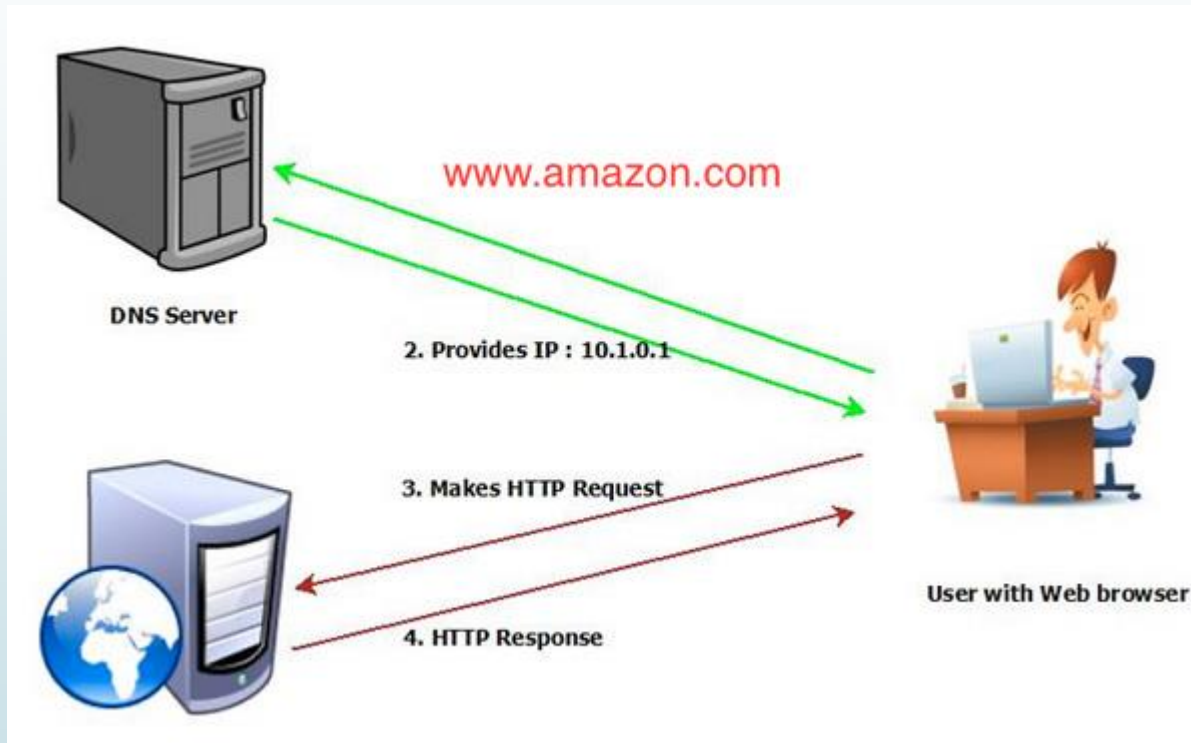 www.amazon.com
DNS Server
2. Provides IP : 10.1.0.1
3. Makes HTTP Request
User with Web browser
4. HTTP Response